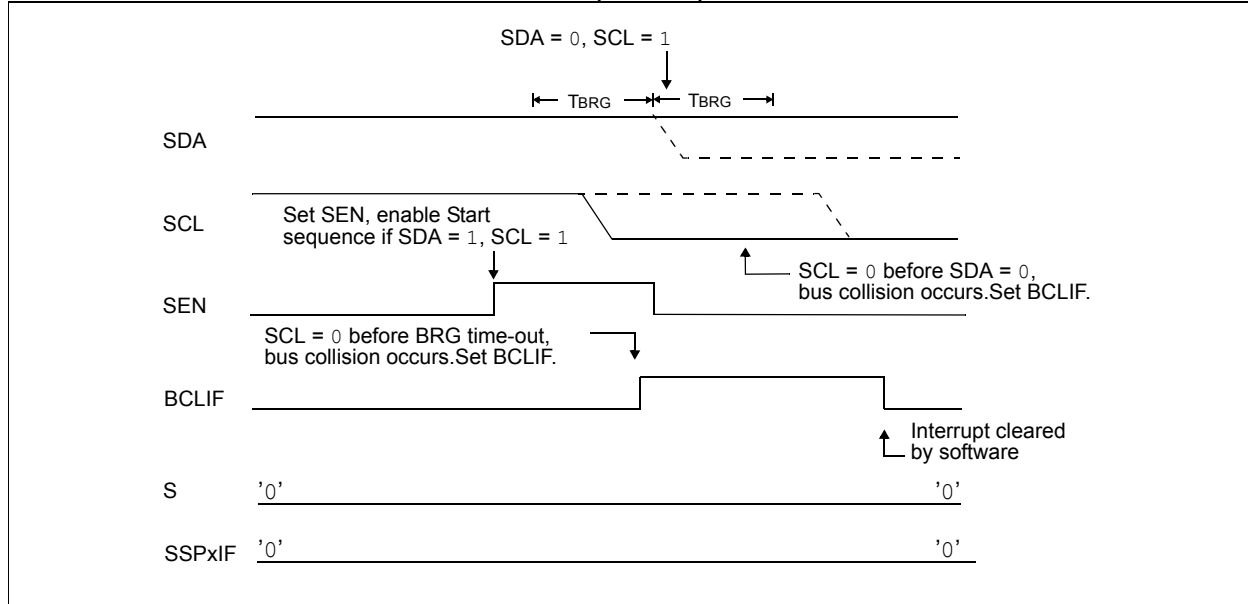 SDA = 0, SCL = 1
TBRG TBRG
SDA
SCL
Set SEN, enable Start
sequence if SDA = 1, SCL = 1
SCL = 0 before SDA = 0,
bus collision occurs.Set BCLIF.
SEN
SCL = 0 before BRG time-out,
bus collision occurs.Set BCLIF.
BCLIF
Interrupt cleared
by software
S '0' '0'
SSPxIF '0' '0'